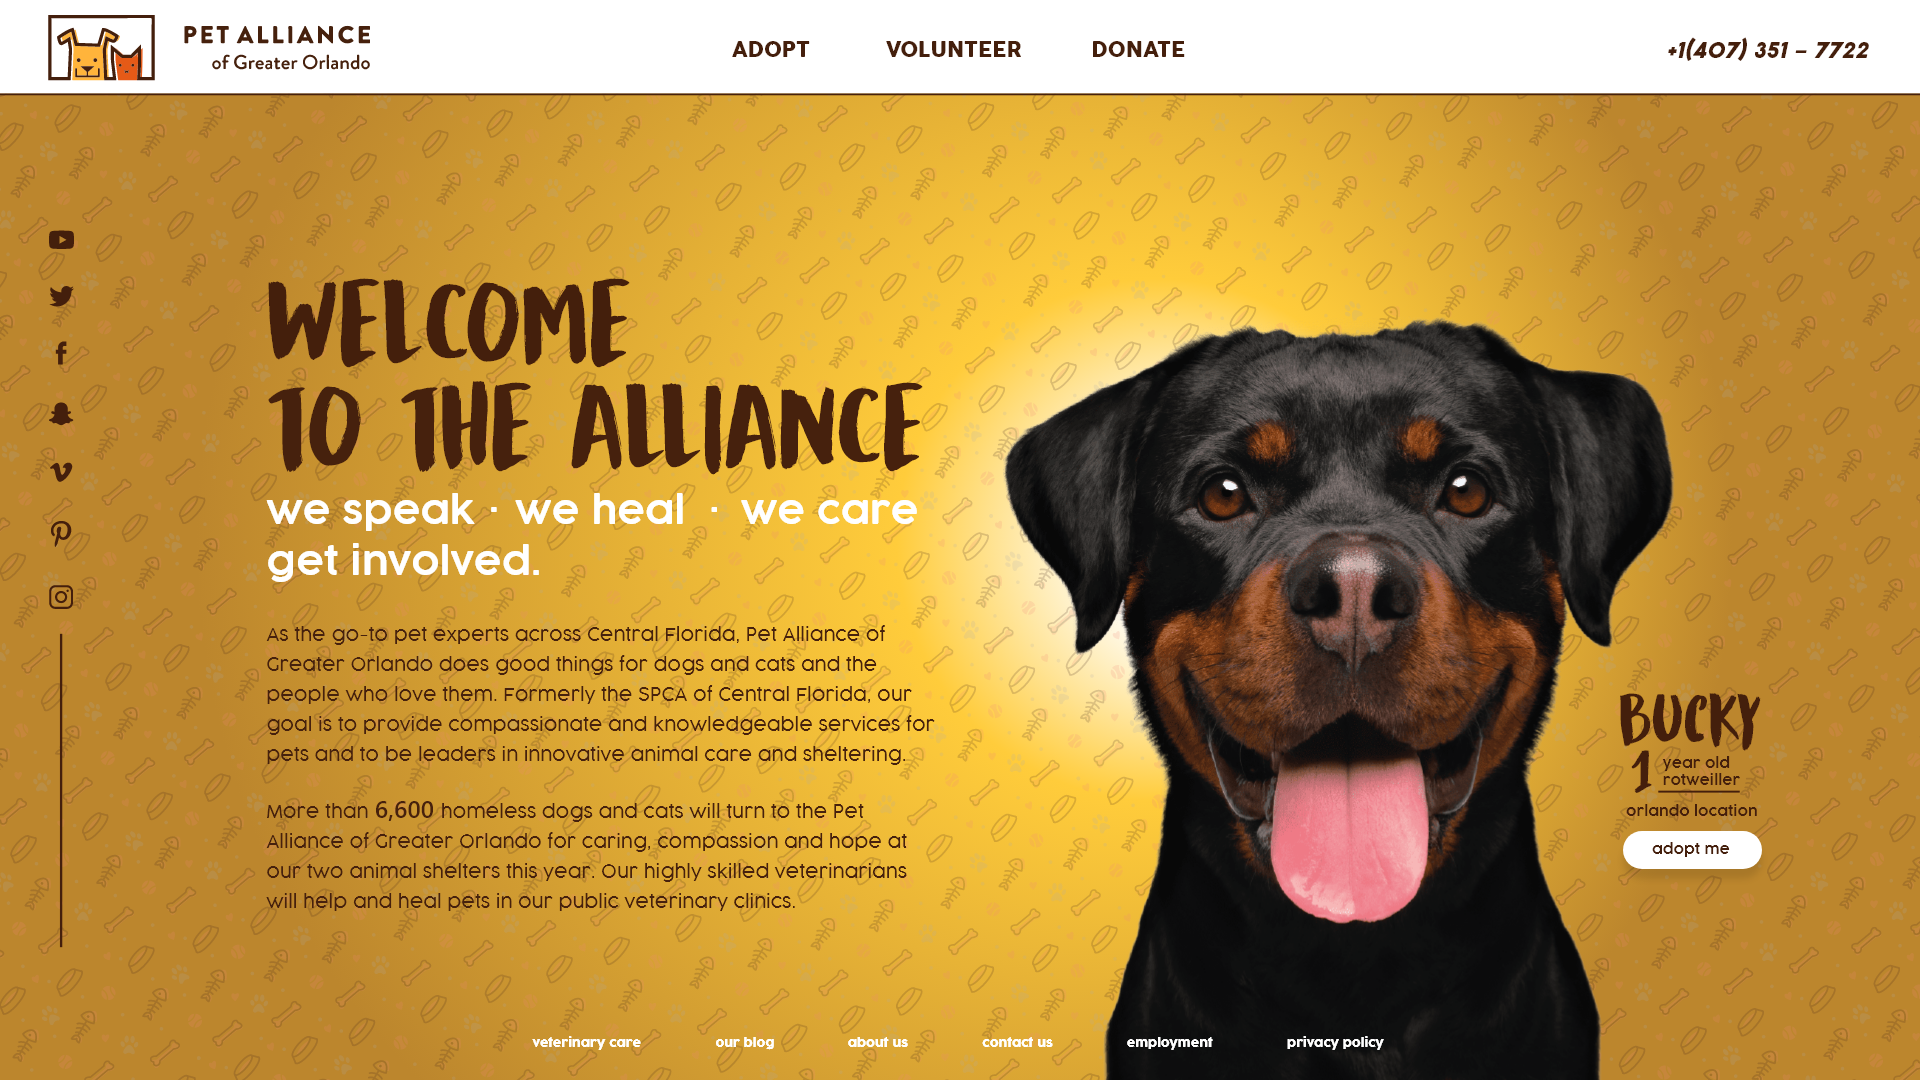 PET ALLIANCE
of Greater Orlando
ADOPT
VOLUNTEER
DONATE
+1(407) 351 - 7722
WELCOME
TO THE ALLIANCE
we speak · we heal · we care
get involved.
As the go-to pet experts across Central Florida, Pet Alliance of
Greater Orlando does good things for dogs and cats and the
people who love them. Formerly the SPCA of Central Florida, our
goal is to provide compassionate and knowledgeable services for
pets and to be leaders in innovative animal care and sheltering.
More than 6,600 homeless dogs and cats will turn to the Pet
Alliance of Greater Orlando for caring, compassion and hope at
our two animal shelters this year. Our highly skilled veterinarians
will help and heal pets in our public veterinary clinics.
BUCKY
1 year old
rotweiller
orlando location
adopt me
veterinary care
our blog
about us
contact us
employment
privacy policy